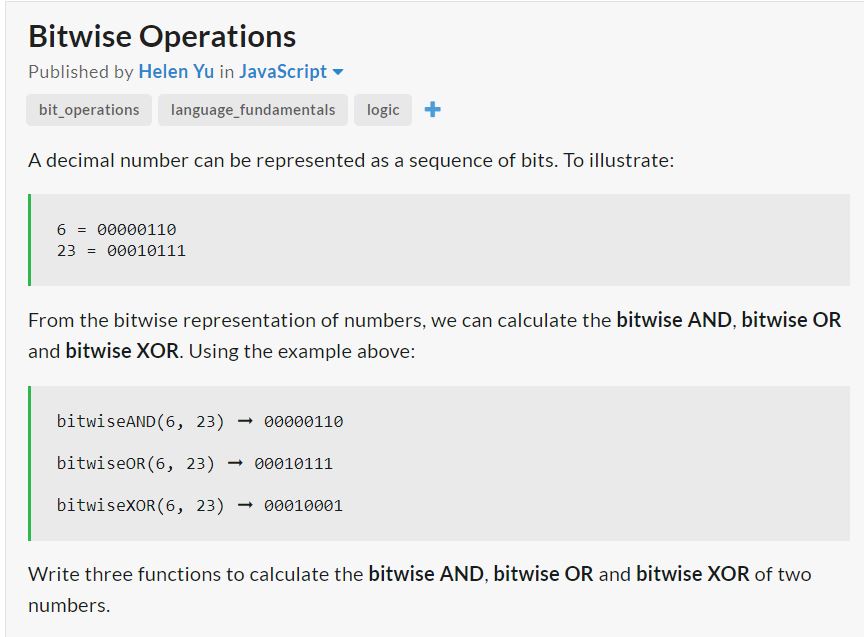 Bitwise Operations
Published by Helen Yu in JavaScript
bit_operations language_fundamentals logic +
A decimal number can be represented as a sequence of bits. To illustrate:
6 = 00000110
23 = 00010111
From the bitwise representation of numbers, we can calculate the bitwise AND, bitwise OR
and bitwise XOR. Using the example above:
bitwiseAND(6, 23) ➞ 00000110
bitwiseOR(6, 23) ➞ 00010111
bitwiseXOR(6, 23) ➞ 00010001
Write three functions to calculate the bitwise AND, bitwise OR and bitwise XOR of two
numbers.